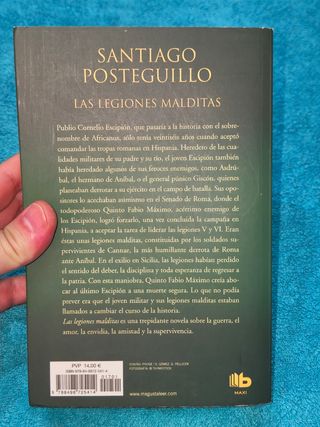 SANTIAGO
POSTEGUILLO
LAS LEGIONES MALDITAS
Publio Cornelio Escipión, que pasaría a la historia con el sobre-
nombre de Africanus, sólo tenía veintiséis años cuando aceptó
comandar las tropas romanas en Hispania. Heredero de las cua-
lidades militares de su padre y su tío, el joven Escipión también
había heredado algunos de sus feroces enemigos, como Asdrú-
bal, el hermano de Aníbal, o el general púnico Giscón, quienes
planeaban derrotar a su ejército en el campo de batalla. Sus opo-
sitores lo acechaban asimismo en el Senado de Roma, donde el
todopoderoso Quinto Fabio Máximo, acérrimo enemigo de
los Escipión, logró forzarlo, una vez concluida la campaña en
Hispania, a aceptar la tarea de liderar las legiones V y VI. Eran
éstas unas legiones malditas, constituidas por los soldados su-
pervivientes de Cannae, la más humillante derrota de Roma
ante Aníbal. En el exilio en Sicilia, las legiones habían perdido
el sentido del deber, la disciplina y toda esperanza de regresar a
la patria. Con esta maniobra, Quinto Fabio Máximo creía abo-
car al último Escipión a una muerte segura. Lo que no podía
prever era que el joven militar y sus legiones malditas estaban
llamados a cambiar el curso de la historia.
Las legiones malditas es una trepidante novela sobre la guerra, el
amor, la envidia, la amistad y la supervivencia.
PVP 14,00 €
01701
www.megustaleer.com
b
MAXI